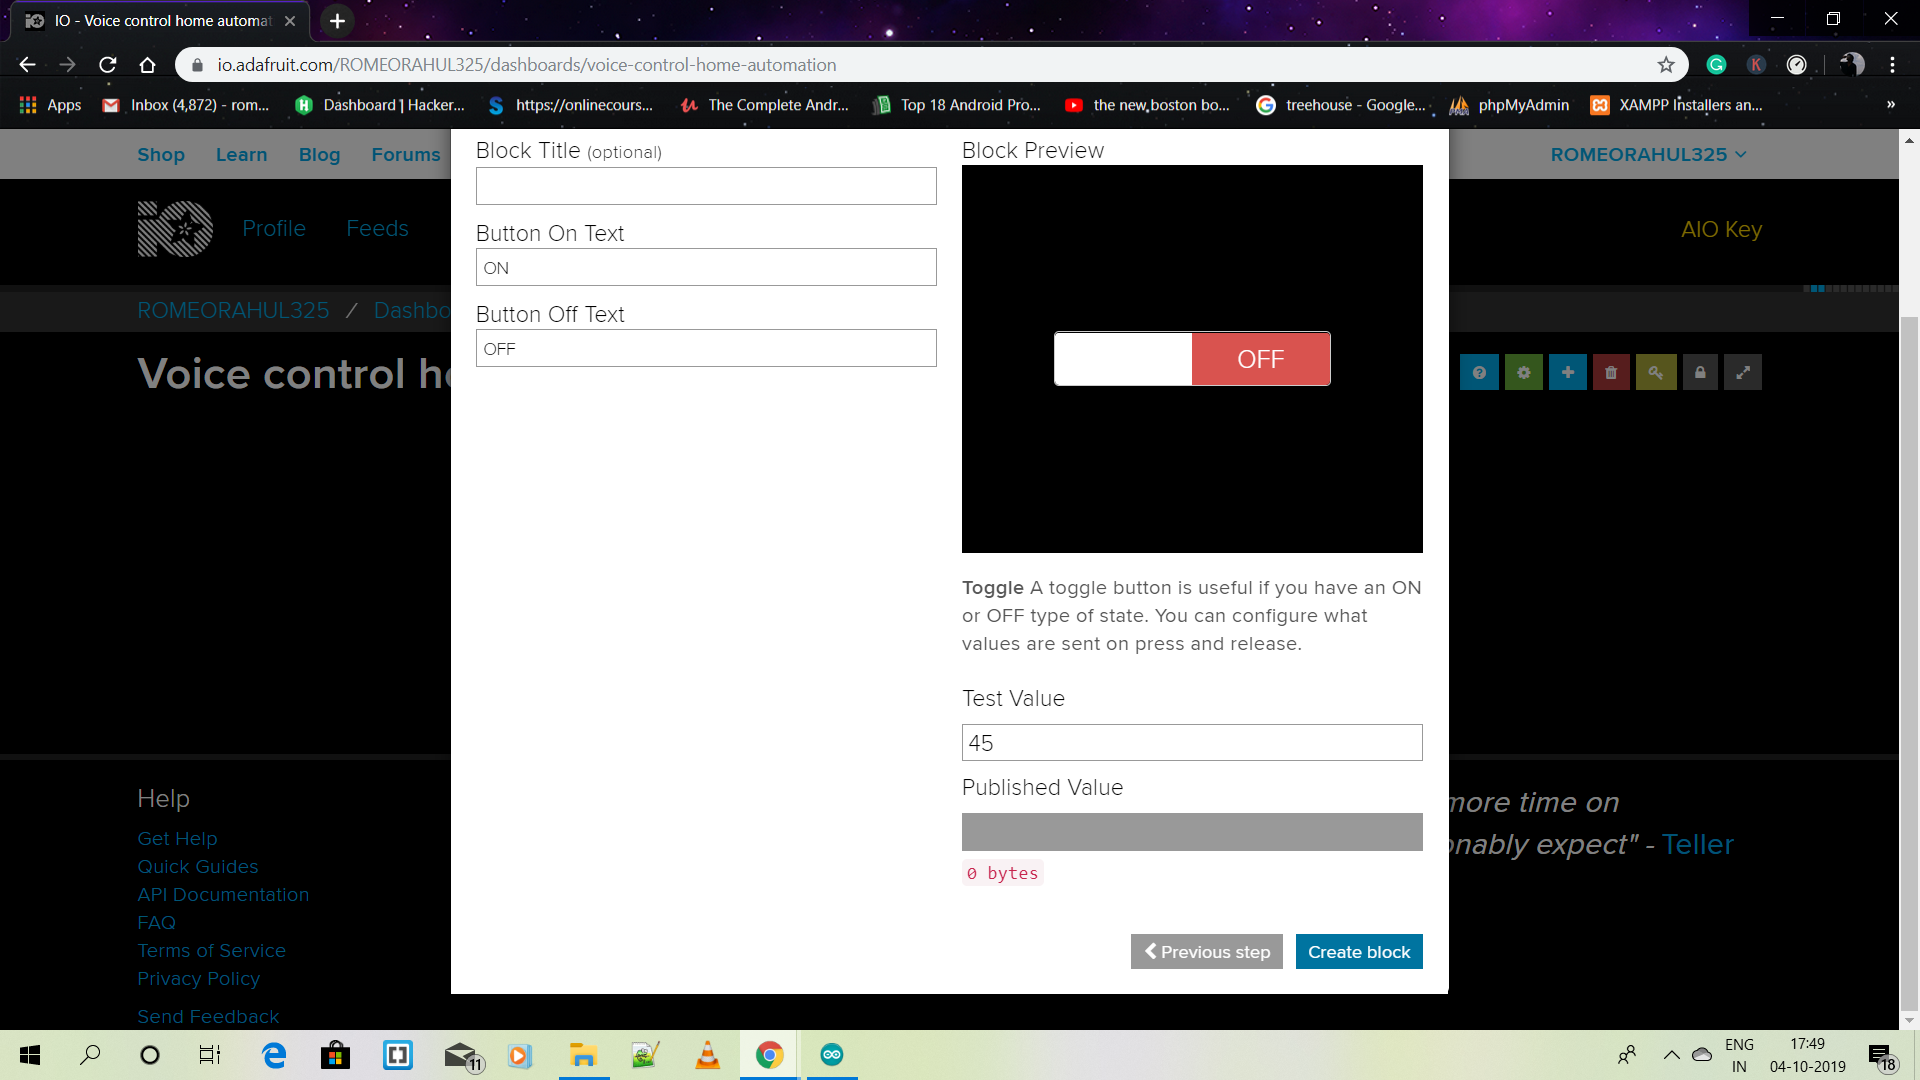 IO - Voice control home automat
io.adafruit.com/ROMEORAHUL325/dashboards/voice-control-home-automation
Apps
Inbox (4,872) - rom...
Dashboard | Hacker...
https://onlinecours...
The Complete Andr...
Top 18 Android Pro...
the new boston bo...
treehouse - Google...
phpMyAdmin
XAMPP Installers an...
»
Shop Learn Blog Forums
ROMEORAHUL325
Profile Feeds
AIO Key
ROMEORAHUL325 / Dashbo
Voice control h
Block Title (optional)
Button On Text
ON
Button Off Text
OFF
Block Preview
OFF
Toggle A toggle button is useful if you have an ON
or OFF type of state. You can configure what
values are sent on press and release.
Test Value
45
Published Value
0 bytes
Previous step
Create block
Help
Get Help
Quick Guides
API Documentation
FAQ
Terms of Service
Privacy Policy
Send Feedback
more time on
onably expect" - Teller
11
ENG
IN
17:49
04-10-2019
18